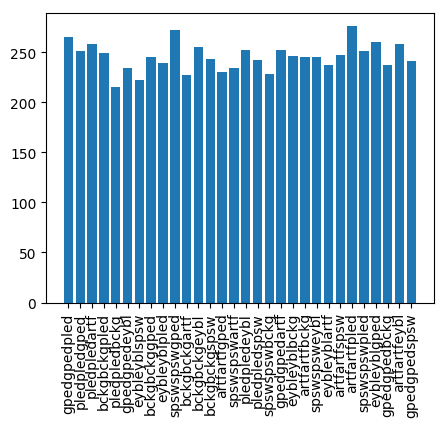 250
200
150
100
50
0
gpedgpedpled
pledpledgped
pledpledartf
bckgbckgpled
pledpledbckg
gpedgpedeybl
eybleyblspsw
bckgbckggped
eybleyblpled
spswspswgped
bckgbckgartf
bckgbckgeybl
bckgbckgspsw
artfartfgped
spswspswartf
pledpledeybl
pledpledspsw
spswspswbckg
gpedgpedartf
eybleyblbckg
artfartfbckg
spswspsweybl
eybleyblartf
artfartfspsw
artfartfpled
spswspswpled
eybleyblgped
gpedgpedbckg
artfartfeybl
gpedgpedspsw